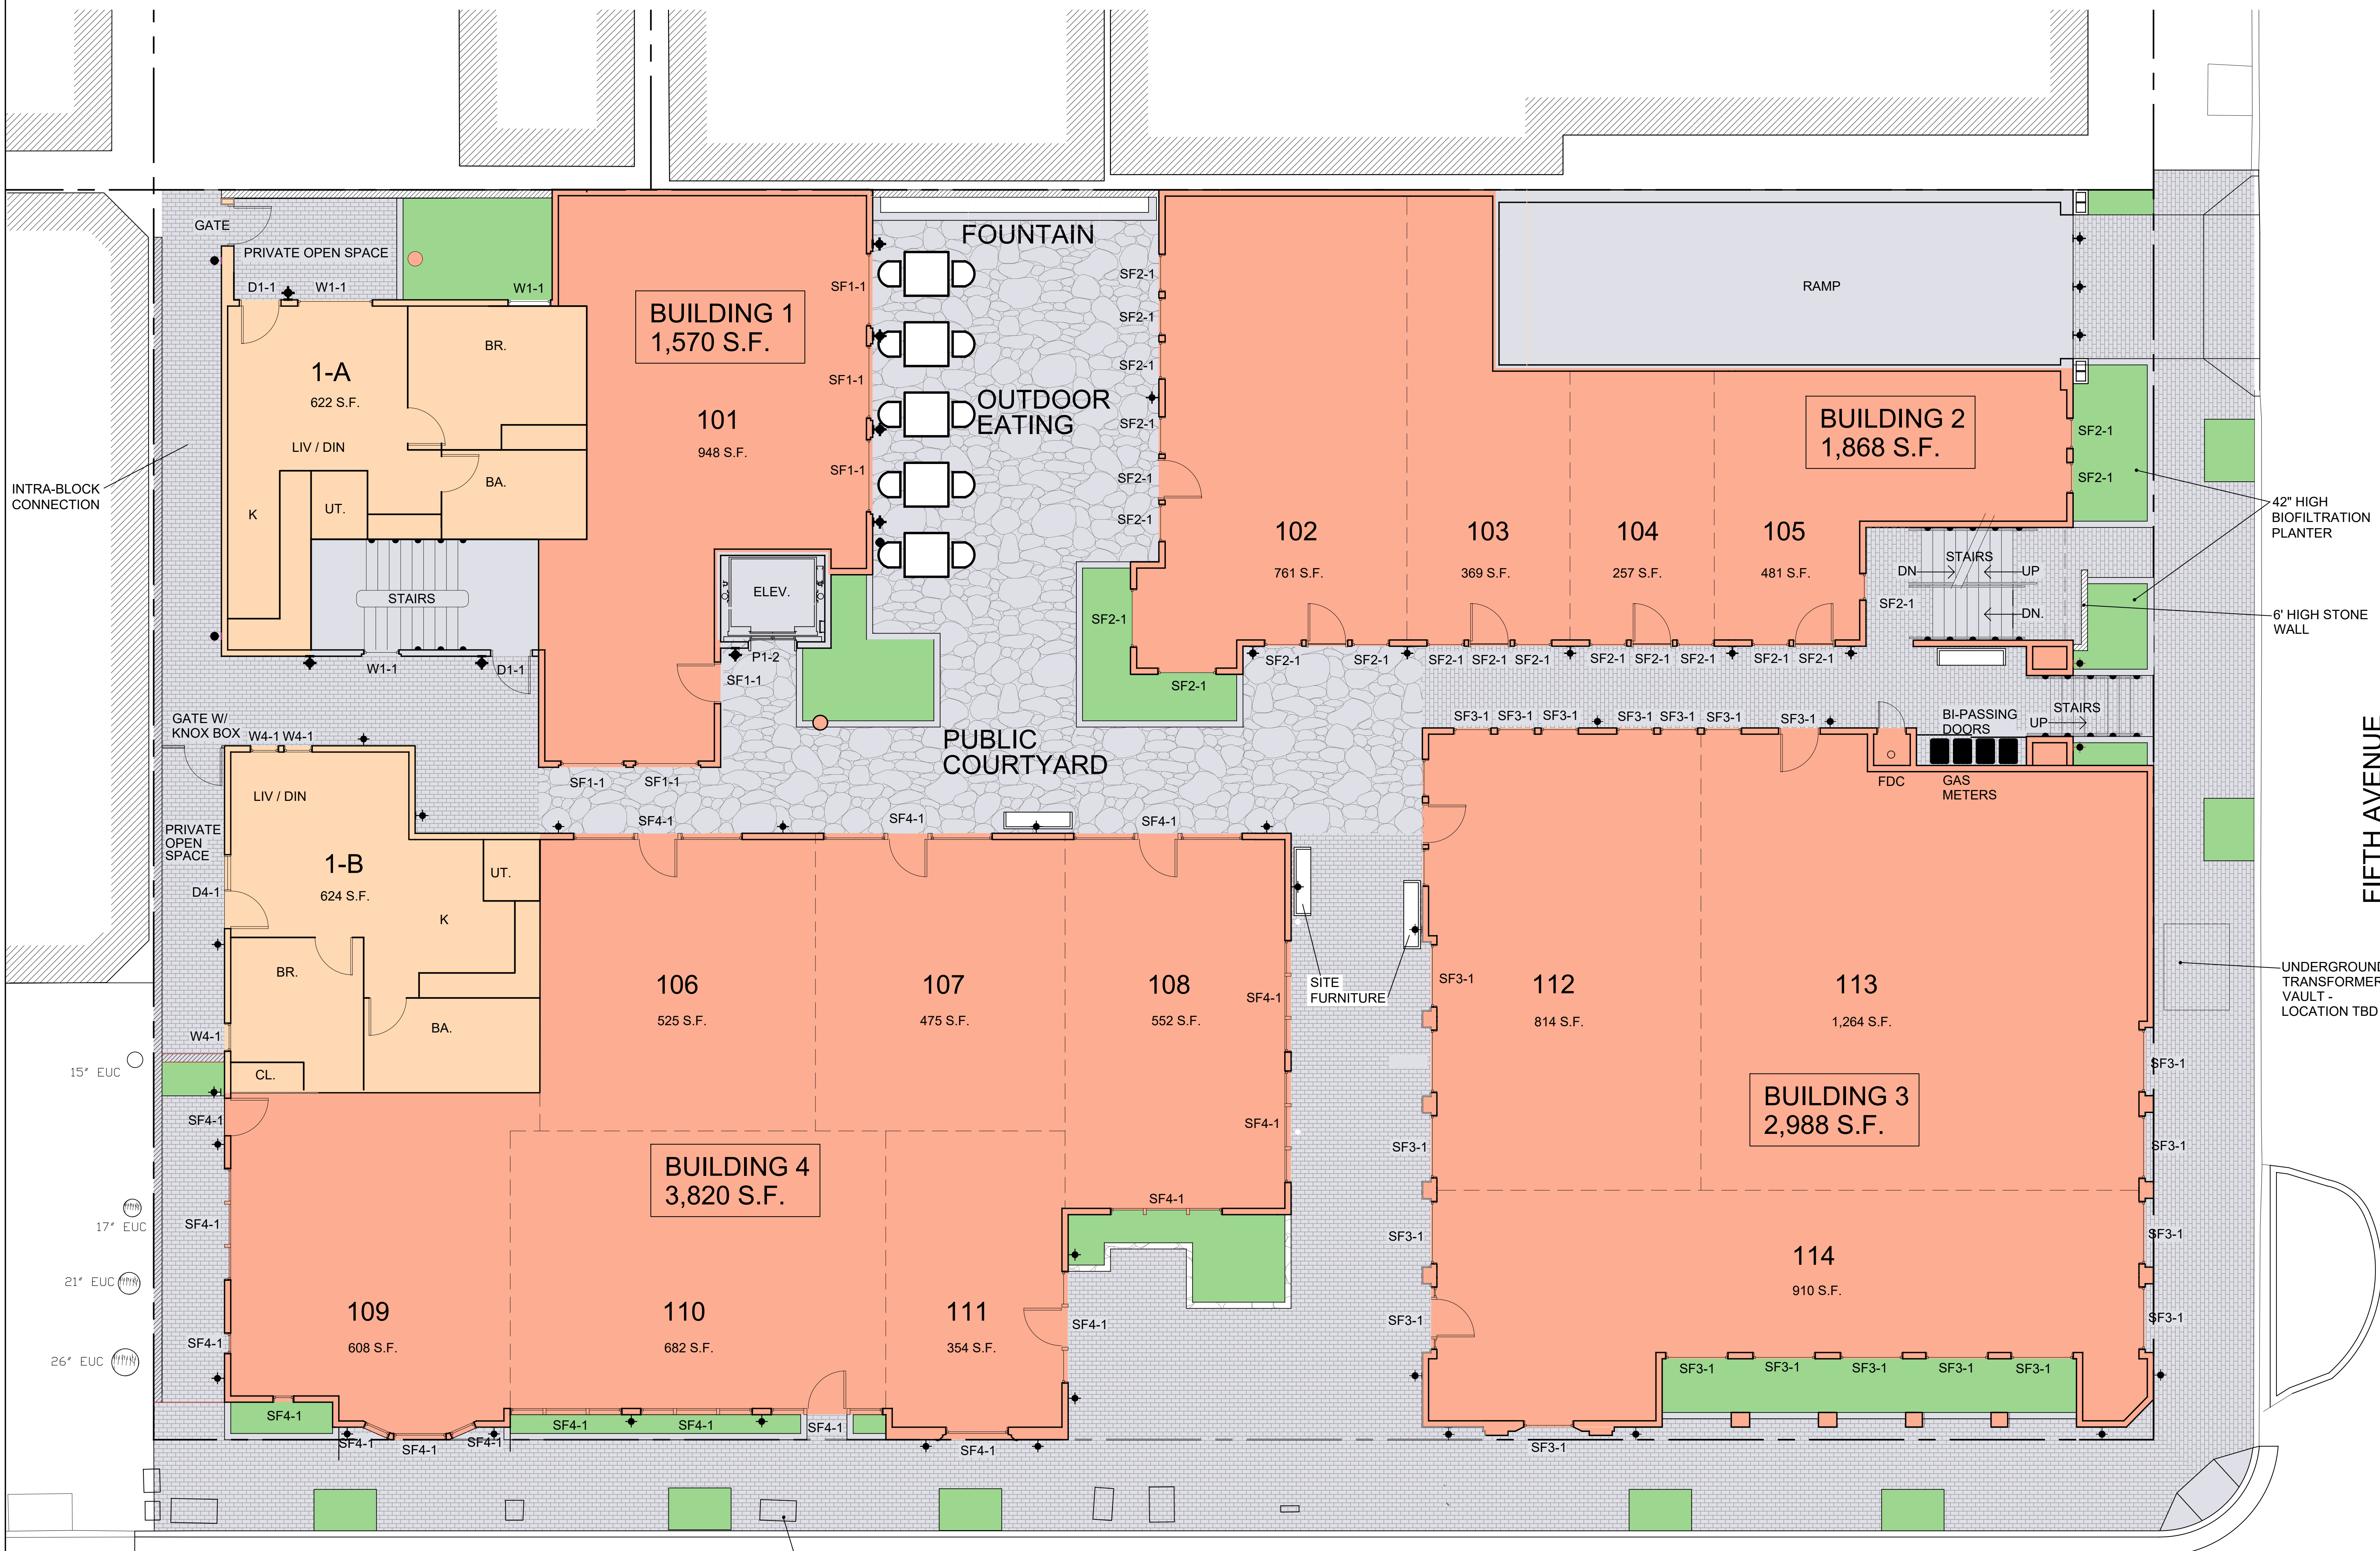 GATE
PRIVATE OPEN SPACE
D1-1
W1-1
W1-1
1-A
622 S.F.
LIV / DIN
BR.
BA.
K
UT.
STAIRS
W1-1
D1-1
INTRA-BLOCK
CONNECTION
BUILDING 1
1,570 S.F.
101
948 S.F.
SF1-1
SF1-1
SF1-1
ELEV.
P1-2
SF1-1
SF1-1
SF1-1
FOUNTAIN
OUTDOOR
EATING
PUBLIC
COURTYARD
SF2-1
SF2-1
SF2-1
SF2-1
SF2-1
SF2-1
SF2-1
SF2-1
RAMP
BUILDING 2
1,868 S.F.
102
761 S.F.
103
369 S.F.
104
257 S.F.
105
481 S.F.
SF2-1
SF2-1
SF2-1
SF2-1
SF2-1
SF2-1
SF2-1
SF2-1
SF2-1
SF2-1
SF2-1
SF2-1
SF2-1
STAIRS
DN
UP
DN.
42" HIGH
BIOFILTRATION
PLANTER
6' HIGH STONE
WALL
STAIRS
UP
BI-PASSING
DOORS
GAS
METERS
FDC
FIFTH AVENUE
GATE W/
KNOX BOX
W4-1
W4-1
LIV / DIN
PRIVATE
OPEN
SPACE
1-B
624 S.F.
UT.
K
D4-1
BR.
BA.
CL.
W4-1
15" EUC
17" EUC
21" EUC
26" EUC
SF4-1
SF4-1
SF4-1
SF4-1
SF4-1
SF4-1
106
525 S.F.
107
475 S.F.
108
552 S.F.
SF4-1
SF4-1
SF4-1
BUILDING 4
3,820 S.F.
109
608 S.F.
110
682 S.F.
111
354 S.F.
SF4-1
SF4-1
SF4-1
SF4-1
SF4-1
SF4-1
SF4-1
SF4-1
SF4-1
SITE
FURNITURE
SF3-1
SF3-1
SF3-1
SF3-1
SF3-1
SF3-1
SF3-1
SF3-1
SF3-1
SF3-1
SF3-1
112
814 S.F.
113
1,264 S.F.
BUILDING 3
2,988 S.F.
114
910 S.F.
SF3-1
SF3-1
SF3-1
SF3-1
SF3-1
SF3-1
SF3-1
SF3-1
SF3-1
SF3-1
UNDERGROUND
TRANSFORMER
VAULT -
LOCATION TBD